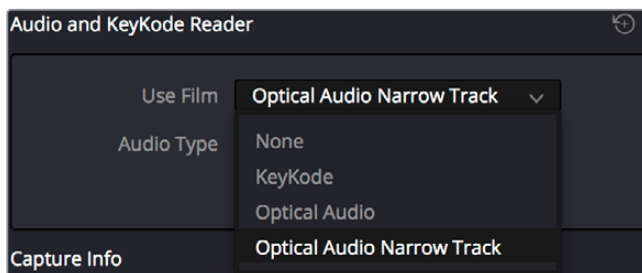 Audio and KeyKode Reader
Use Film Optical Audio Narrow Track
Audio Type
None
KeyKode
Optical Audio
Optical Audio Narrow Track
Capture Info